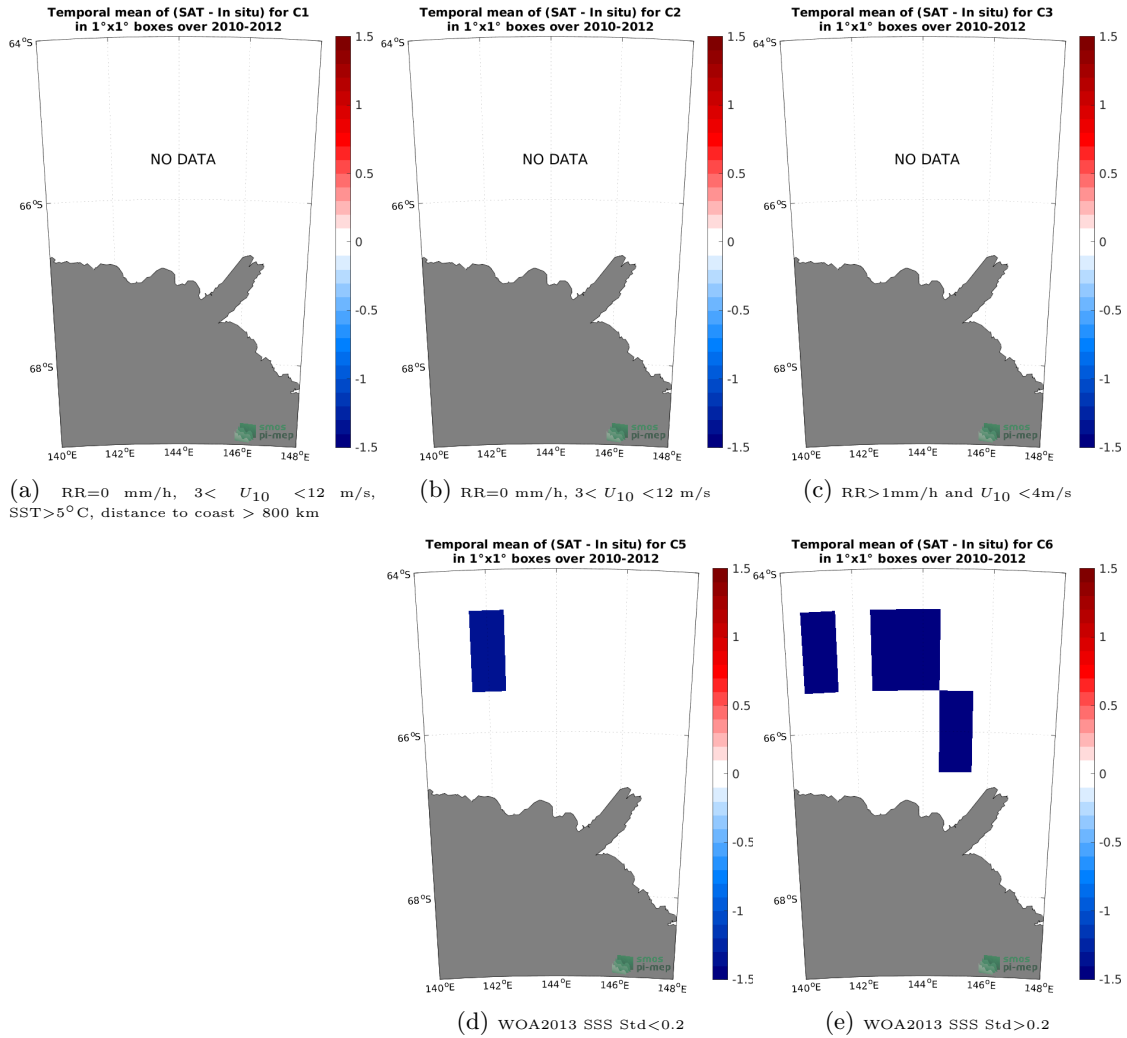 Temporal mean of (SAT - In situ) for C1
in 1°x1° boxes over 2010-2012
64°S
66°S
68°S
140°E
142°E
144°E
146°E
148°E
NO DATA
1.5
1
0.5
0
-0.5
-1
-1.5
smos
pi-mep
(a) RR=0 mm/h, 3< U10 <12 m/s,
SST>5°C, distance to coast > 800 km
Temporal mean of (SAT - In situ) for C2
in 1°x1° boxes over 2010-2012
64°S
66°S
68°S
140°E
142°E
144°E
146°E
148°E
NO DATA
1.5
1
0.5
0
-0.5
-1
-1.5
smos
pi-mep
(b) RR=0 mm/h, 3< U10 <12 m/s
Temporal mean of (SAT - In situ) for C3
in 1°x1° boxes over 2010-2012
64°S
66°S
68°S
140°E
142°E
144°E
146°E
148°E
NO DATA
1.5
1
0.5
0
-0.5
-1
-1.5
smos
pi-mep
(c) RR>1mm/h and U10 <4m/s
Temporal mean of (SAT - In situ) for C5
in 1°x1° boxes over 2010-2012
64°S
66°S
68°S
140°E
142°E
144°E
146°E
148°E
1.5
1
0.5
0
-0.5
-1
-1.5
smos
pi-mep
(d) WOA2013 SSS Std<0.2
Temporal mean of (SAT - In situ) for C6
in 1°x1° boxes over 2010-2012
64°S
66°S
68°S
140°E
142°E
144°E
146°E
148°E
1.5
1
0.5
0
-0.5
-1
-1.5
smos
pi-mep
(e) WOA2013 SSS Std>0.2